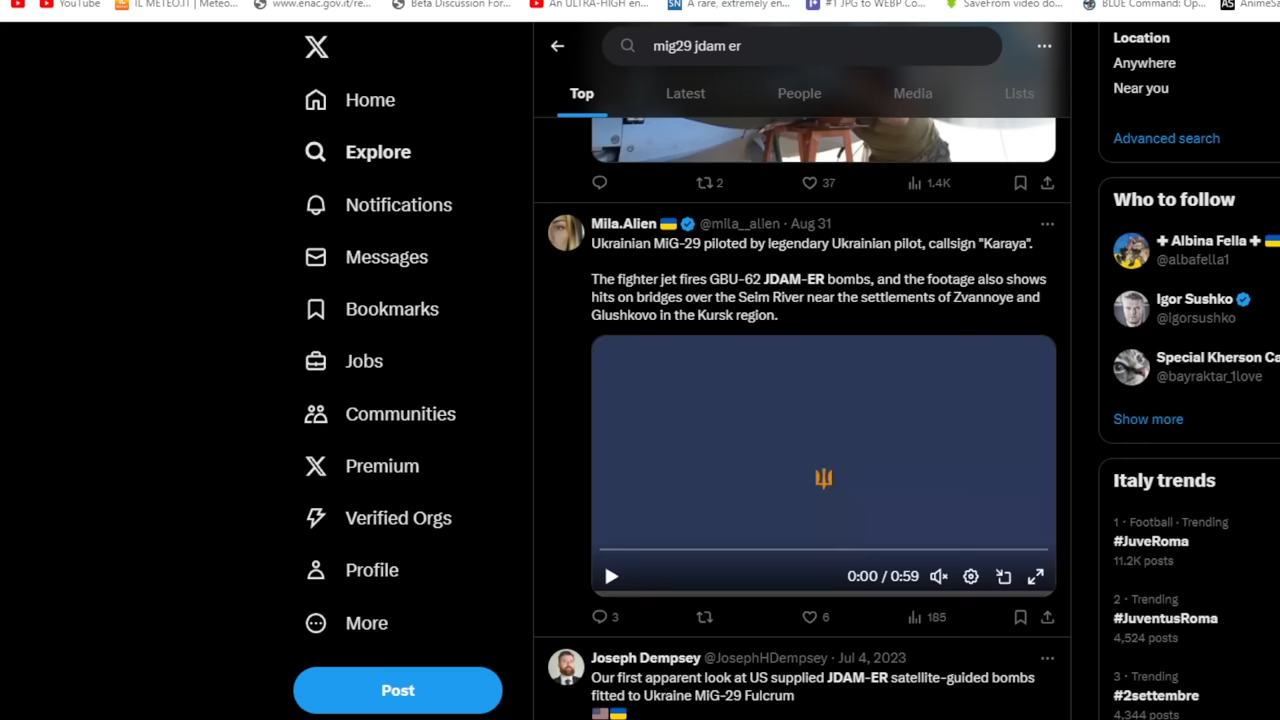 YouTube
IL METEO.IT | Meteo...
www.enac.gov.it/re...
Beta Discussion For...
An ULTRA-HIGH en...
A rare, extremely en...
#1 JPG to WEBP Co...
SaveFrom video do...
BLUE Command: Op...
AnimeSa
mig29 jdam er
Top
Latest
People
Media
Lists
Home
Explore
Notifications
Messages
Bookmarks
Jobs
Communities
Premium
Verified Orgs
Profile
More
Post
2
37
1.4K
Mila.Alien @mila__alien · Aug 31
Ukrainian MiG-29 piloted by legendary Ukrainian pilot, callsign "Karaya".
The fighter jet fires GBU-62 JDAM-ER bombs, and the footage also shows
hits on bridges over the Seim River near the settlements of Zvannoye and
Glushkovo in the Kursk region.
0:00 / 0:59
3
6
185
Joseph Dempsey @JosephHDempsey · Jul 4, 2023
Our first apparent look at US supplied JDAM-ER satellite-guided bombs
fitted to Ukraine MiG-29 Fulcrum
Location
Anywhere
Near you
Advanced search
Who to follow
Albina Fella
@albafella1
Igor Sushko
@igorsushko
Special Kherson Ca
@bayraktar_1love
Show more
Italy trends
1 · Football · Trending
#JuveRoma
11.2K posts
2 · Trending
#JuventusRoma
4,524 posts
3 · Trending
#2settembre
4,344 posts